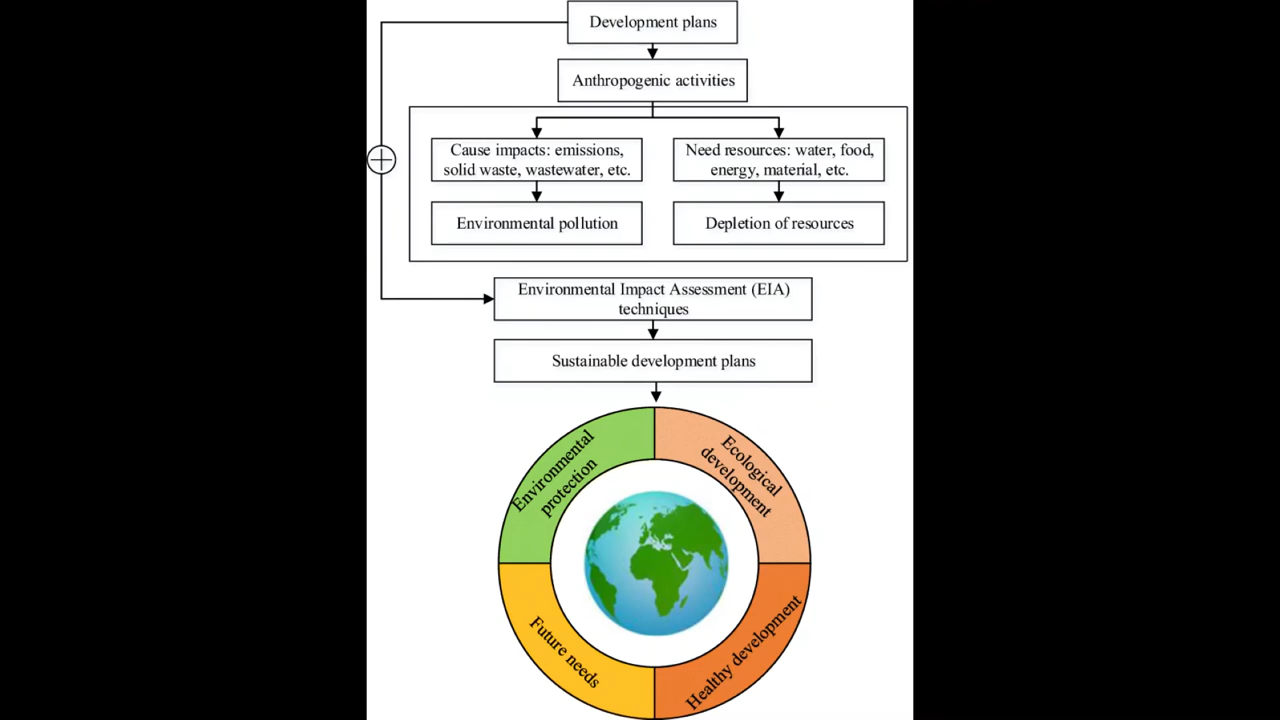 Development plans
Anthropogenic activities
Cause impacts: emissions,
solid waste, wastewater, etc.
Need resources: water, food,
energy, material, etc.
Environmental pollution
Depletion of resources
Environmental Impact Assessment (EIA)
techniques
Sustainable development plans
Environmental
protection
Ecological
development
Future needs
Healthy development